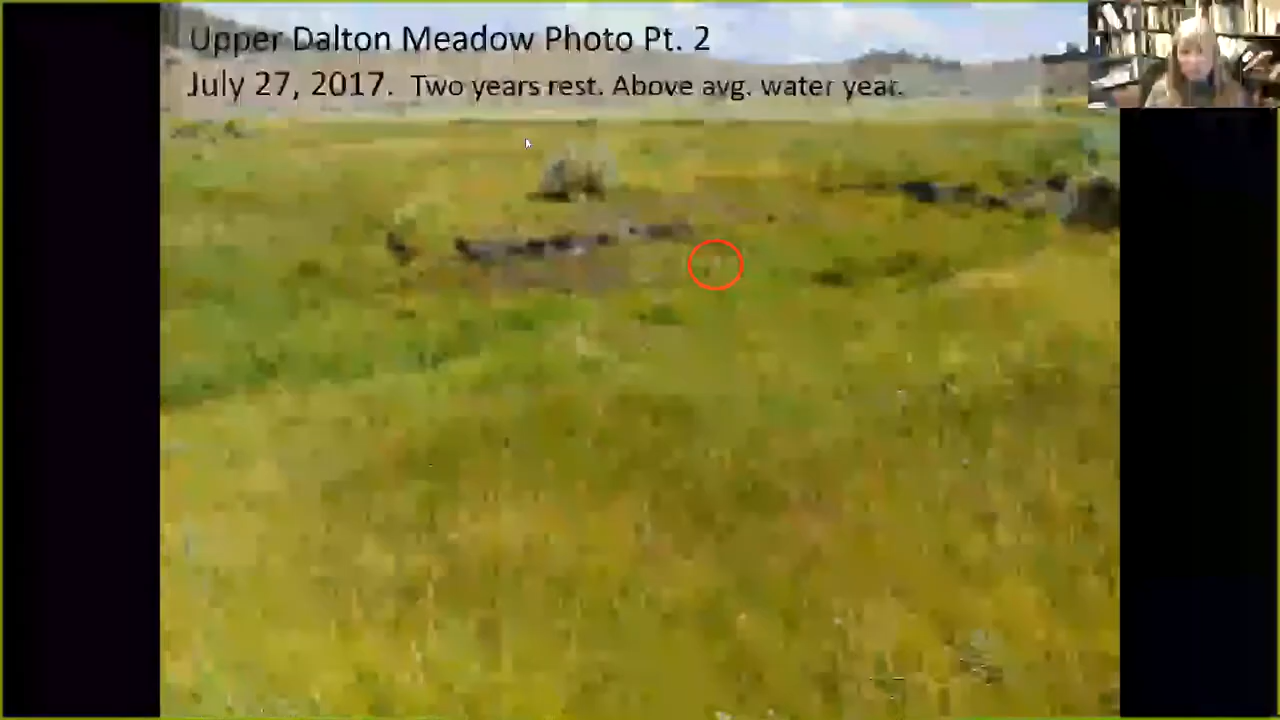 Upper Dalton Meadow Photo Pt. 2
July 27, 2017. Two years rest. Above avg. water year.